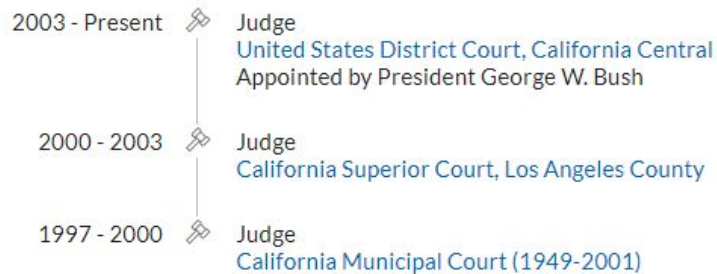 2003 - Present Judge
United States District Court, California Central
Appointed by President George W. Bush
2000 - 2003 Judge
California Superior Court, Los Angeles County
1997 - 2000 Judge
California Municipal Court (1949-2001)